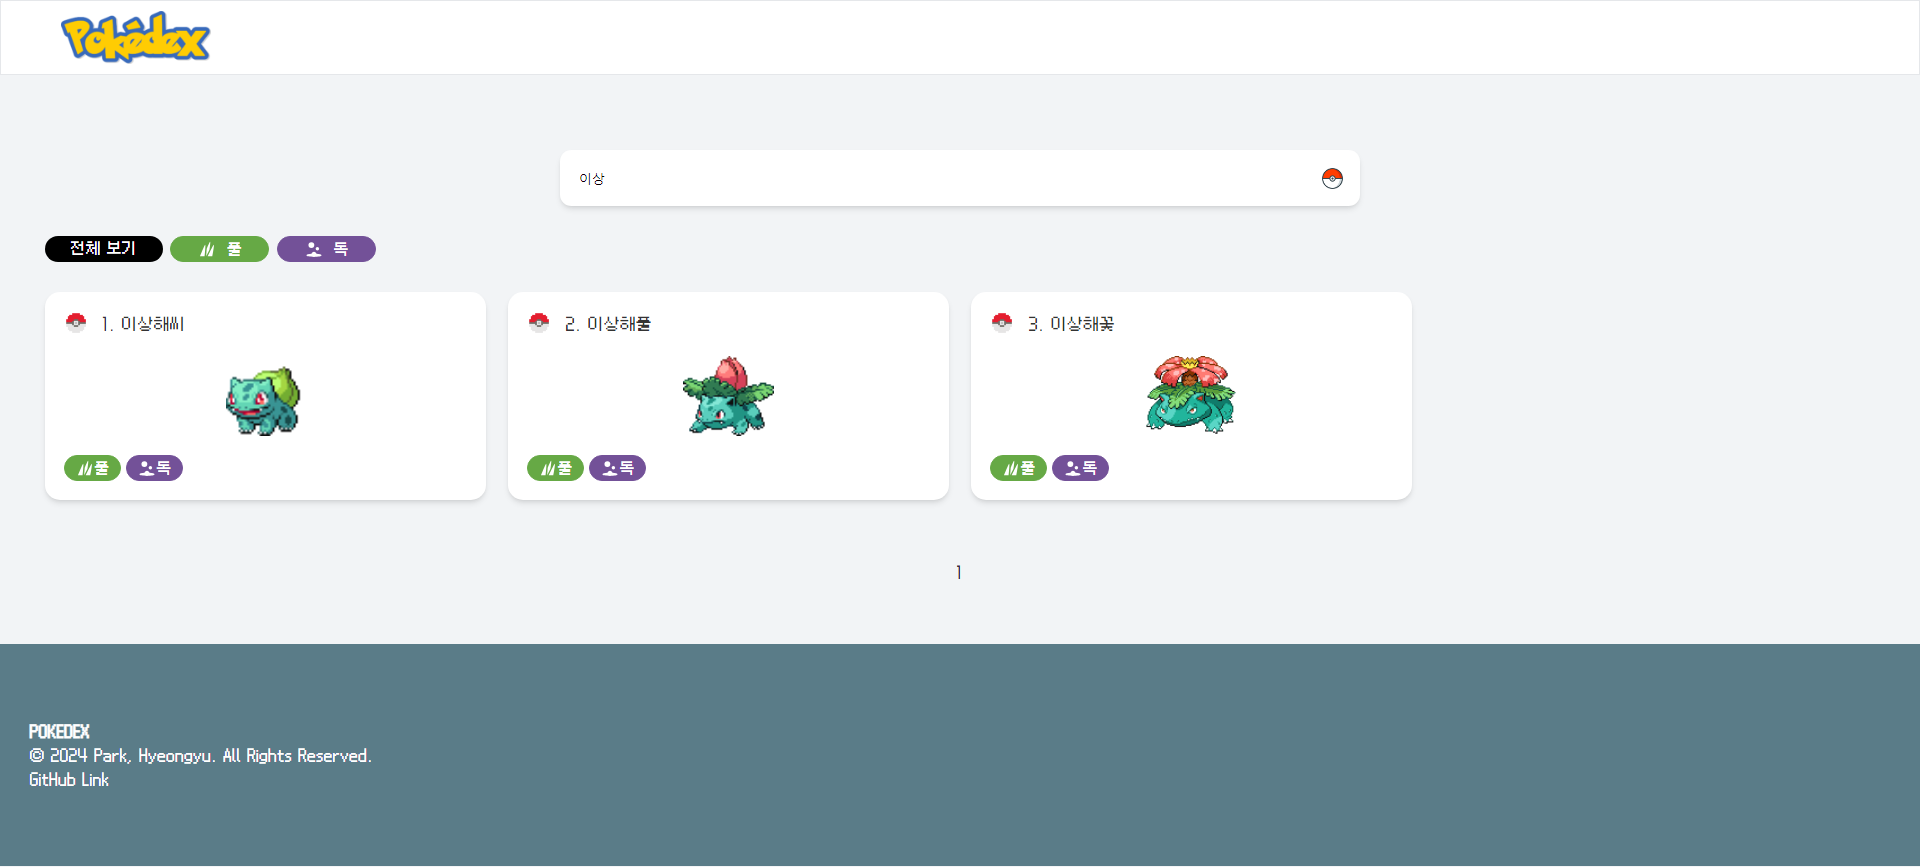 Pokédex
이상
전체 보기 풀 독
1. 이상해씨 2. 이상해풀 3. 이상해꽃
풀 독 풀 독 풀 독
1
POKEDEX
© 2024 Park, Hyeongyu. All Rights Reserved.
GitHub Link